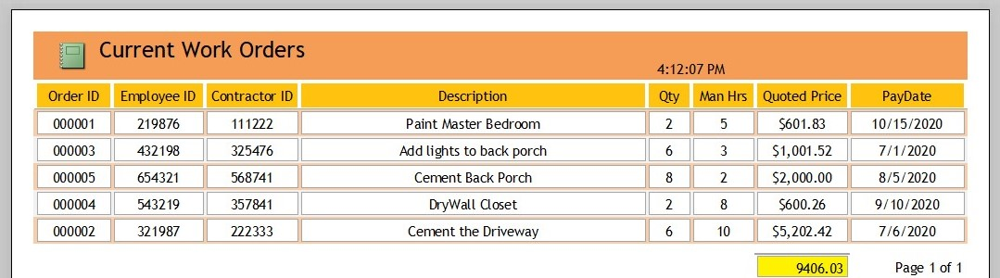 Current Work Orders
4:12:07 PM
Order ID Employee ID Contractor ID Description Qty Man Hrs Quoted Price PayDate
000001 219876 111222 Paint Master Bedroom 2 5 $601.83 10/15/2020
000003 432198 325476 Add lights to back porch 6 3 $1,001.52 7/1/2020
000005 654321 568741 Cement Back Porch 8 2 $2,000.00 8/5/2020
000004 543219 357841 DryWall Closet 2 8 $600.26 9/10/2020
000002 321987 222333 Cement the Driveway 6 10 $5,202.42 7/6/2020
9406.03 Page 1 of 1